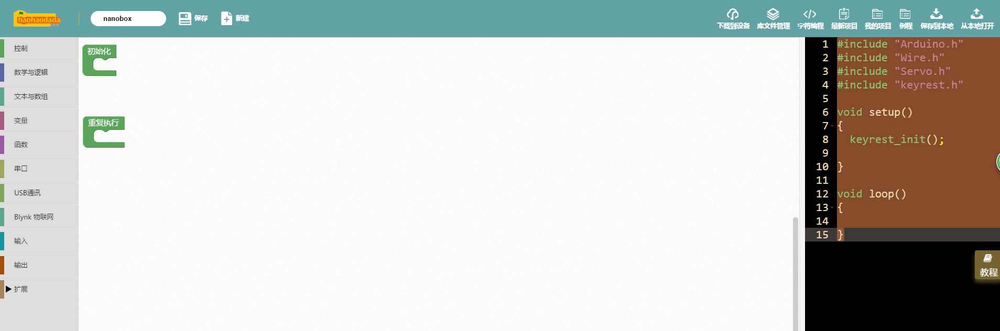 haohaodada
nanobox
保存
新建
下载到设备
库文件管理
字符编程
最新项目
我的项目
例程
保存到本地
从本地打开
控制
数学与逻辑
文本与数组
变量
函数
串口
USB通讯
Blynk 物联网
输入
输出
扩展
初始化
重复执行
1 #include "Arduino.h"
2 #include "Wire.h"
3 #include "Servo.h"
4 #include "keyrest.h"
5
6 void setup()
7 {
8 keyrest_init();
9
10 }
11
12 void loop()
13 {
14
15 }
教程